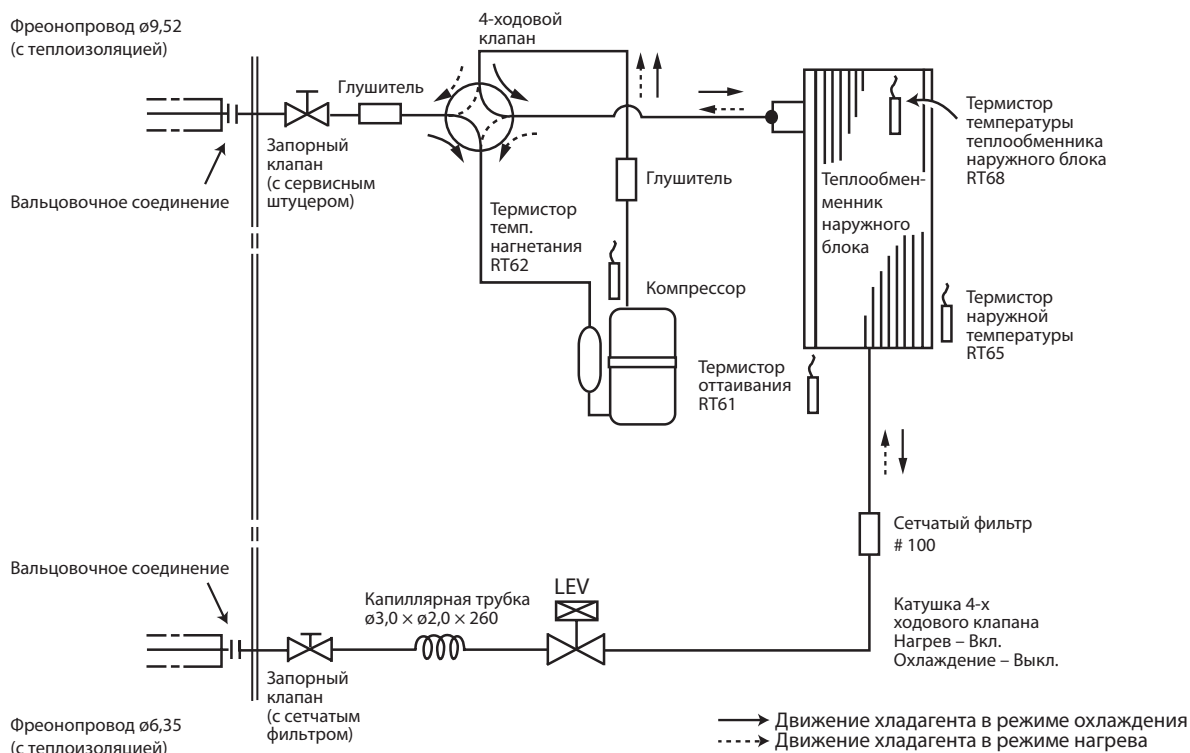 Фреонопровод ø9,52
(с теплоизоляцией)
4-ходовой
клапан
Глушитель
Запорный
клапан
(с сервисным
штуцером)
Вальцовочное соединение
Термистор
темп.
нагнетания
RT62
Глушитель
Компрессор
Теплообмен-
менник
наружного
блока
Термистор
температуры
теплообменника
наружного блока
RT68
Термистор
наружной
температуры
RT65
Термистор
оттаивания
RT61
Сетчатый фильтр
# 100
Вальцовочное соединение
Капиллярная трубка
ø3,0 × ø2,0 × 260
LEV
Катушка 4-х
ходового клапана
Нагрев – Вкл.
Охлаждение – Выкл.
Запорный
клапан
(с сетчатым
фильтром)
Фреонопровод ø6,35
(с теплоизоляцией)
Движение хладагента в режиме охлаждения
Движение хладагента в режиме нагрева